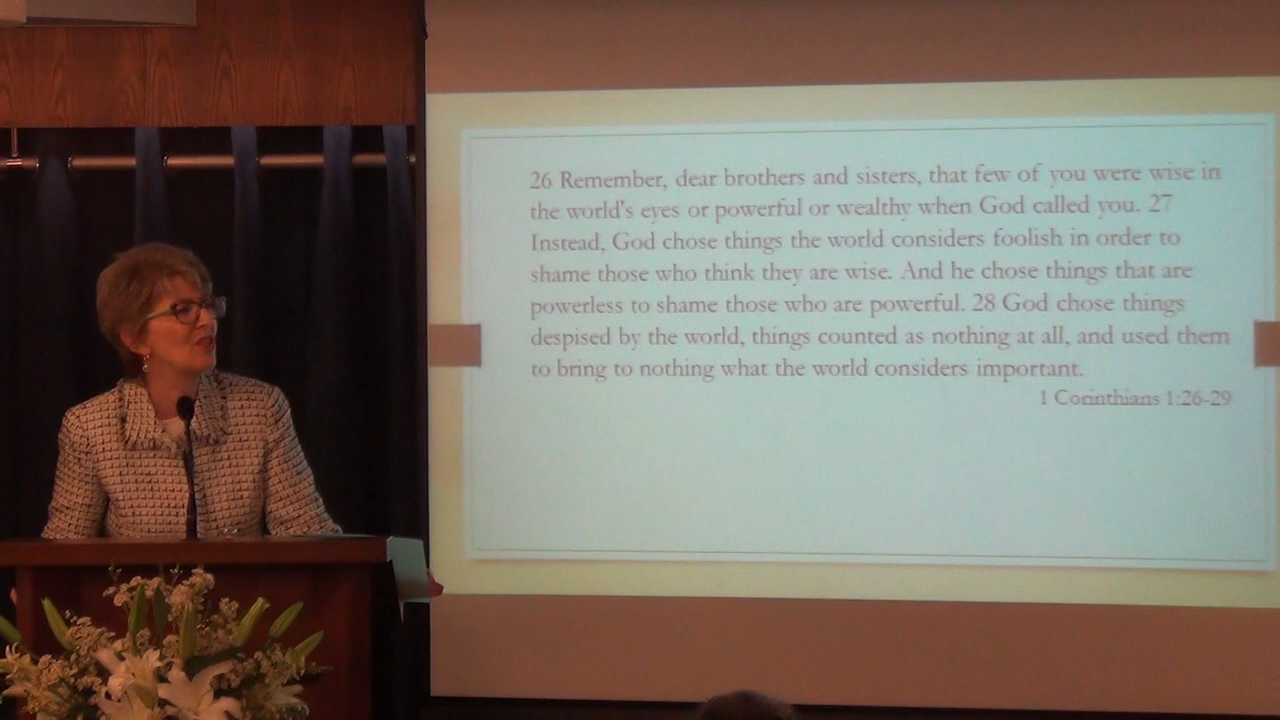 26 Remember, dear brothers and sisters, that few of you were wise in
the world's eyes or powerful or wealthy when God called you. 27
Instead, God chose things the world considers foolish in order to
shame those who think they are wise. And he chose things that are
powerless to shame those who are powerful. 28 God chose things
despised by the world, things counted as nothing at all, and used them
to bring to nothing what the world considers important.
1 Corinthians 1:26-29